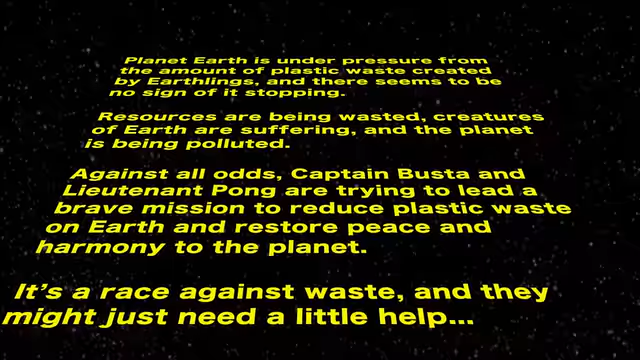 Planet Earth is under pressure from
the amount of plastic waste created
by Earthlings, and there seems to be
no sign of it stopping.
Resources are being wasted, creatures
of Earth are suffering, and the planet
is being polluted.
Against all odds, Captain Busta and
Lieutenant Pong are trying to lead a
brave mission to reduce plastic waste
on Earth and restore peace and
harmony to the planet.
It’s a race against waste, and they
might just need a little help...